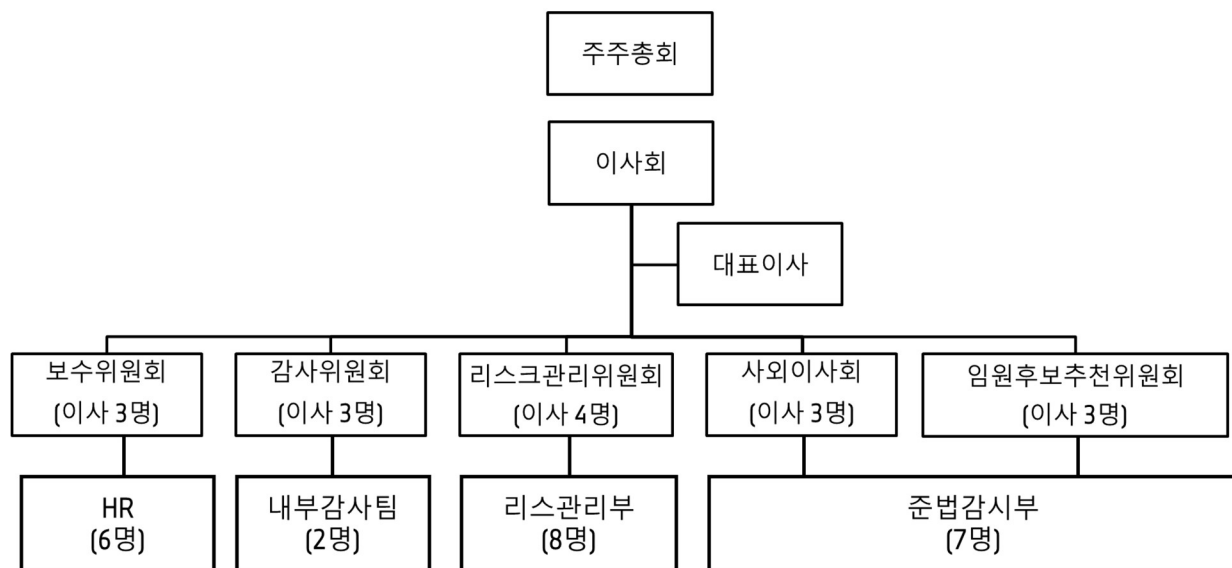 주주총회
이사회
대표이사
보수위원회
(이사 3명)
감사위원회
(이사 3명)
리스크관리위원회
(이사 4명)
사외이사회
(이사 3명)
임원후보추천위원회
(이사 3명)
HR
(6명)
내부감사팀
(2명)
리스관리부
(8명)
준법감시부
(7명)